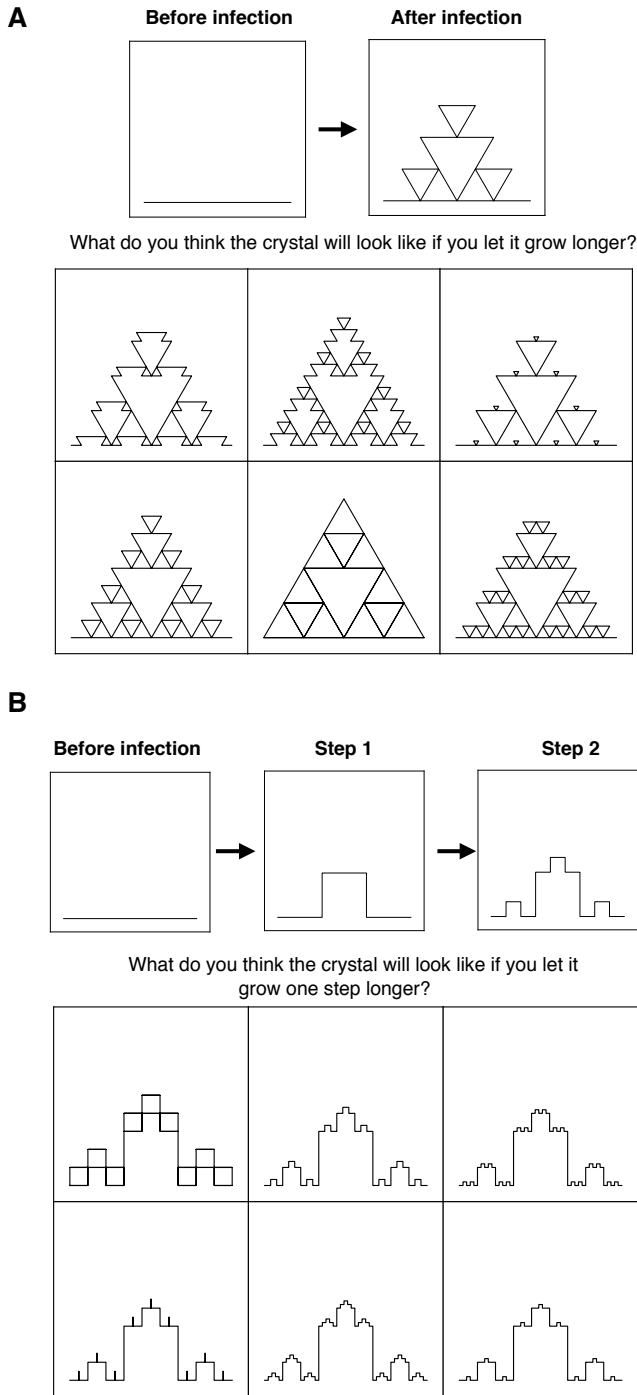 A
Before infection After infection
What do you think the crystal will look like if you let it grow longer?
B
Before infection Step 1 Step 2
What do you think the crystal will look like if you let it
grow one step longer?